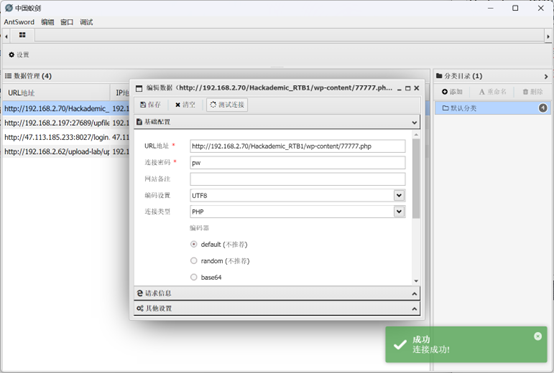 中国蚁剑
AntSword 编辑 窗口 调试
设置
数据管理 (4)
URL地址 IP地
http://192.168.2.70/Hackademic_ 192.1
http://192.168.2.197:27689/upfile 192.1
http://47.113.185.233:8027/login. 47.11
http://192.168.2.62/upload-lab/up 192.1
分类目录 (1)
添加 重命名 删除
默认分类 4
编辑数据 (http://192.168.2.70/Hackademic_RTB1/wp-content/77777.ph...
保存 清空 测试连接
基础配置
URL地址 * http://192.168.2.70/Hackademic_RTB1/wp-content/77777.php
连接密码 * pw
网站备注
编码设置 UTF8
连接类型 PHP
编码器
default (不推荐)
random (不推荐)
base64
请求信息
其他设置
成功
连接成功!